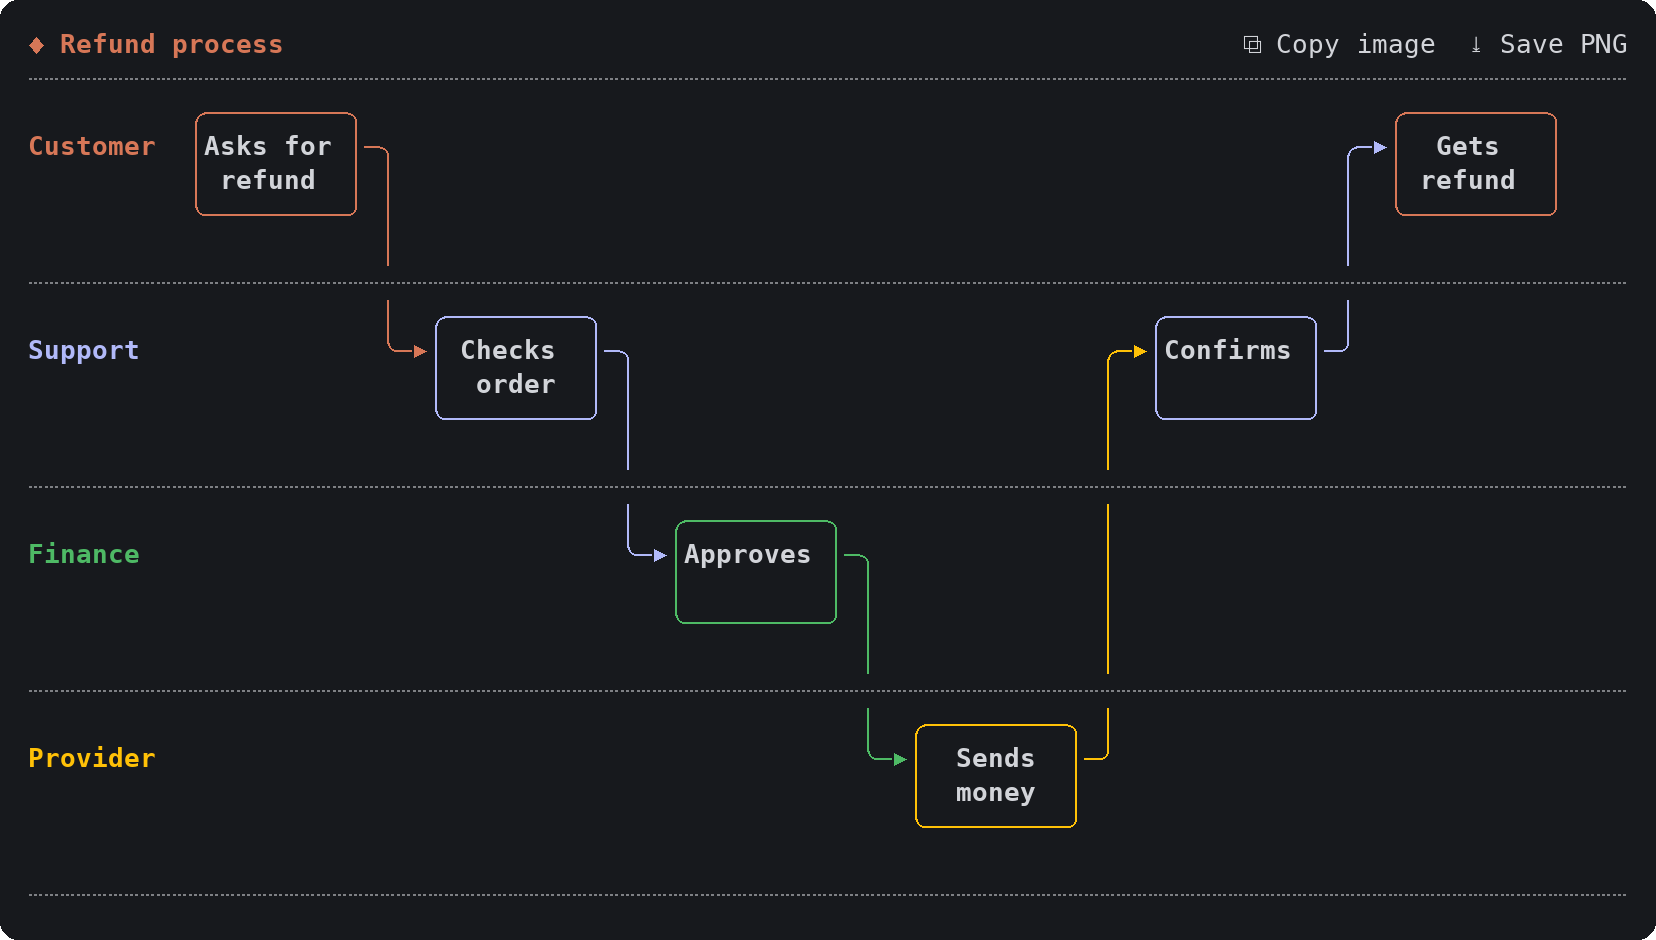 ♦ Refund process
⧉ Copy image ⤓ Save PNG
Customer
Asks for
refund
Gets
refund
Support
Checks
order
Confirms
Finance
Approves
Provider
Sends
money